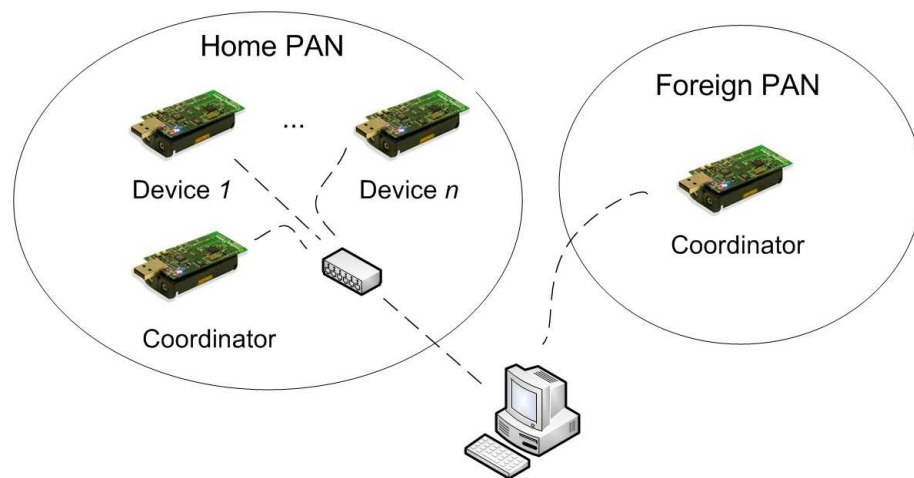 Home PAN
Foreign PAN
...
Device 1
Device n
Coordinator
Coordinator